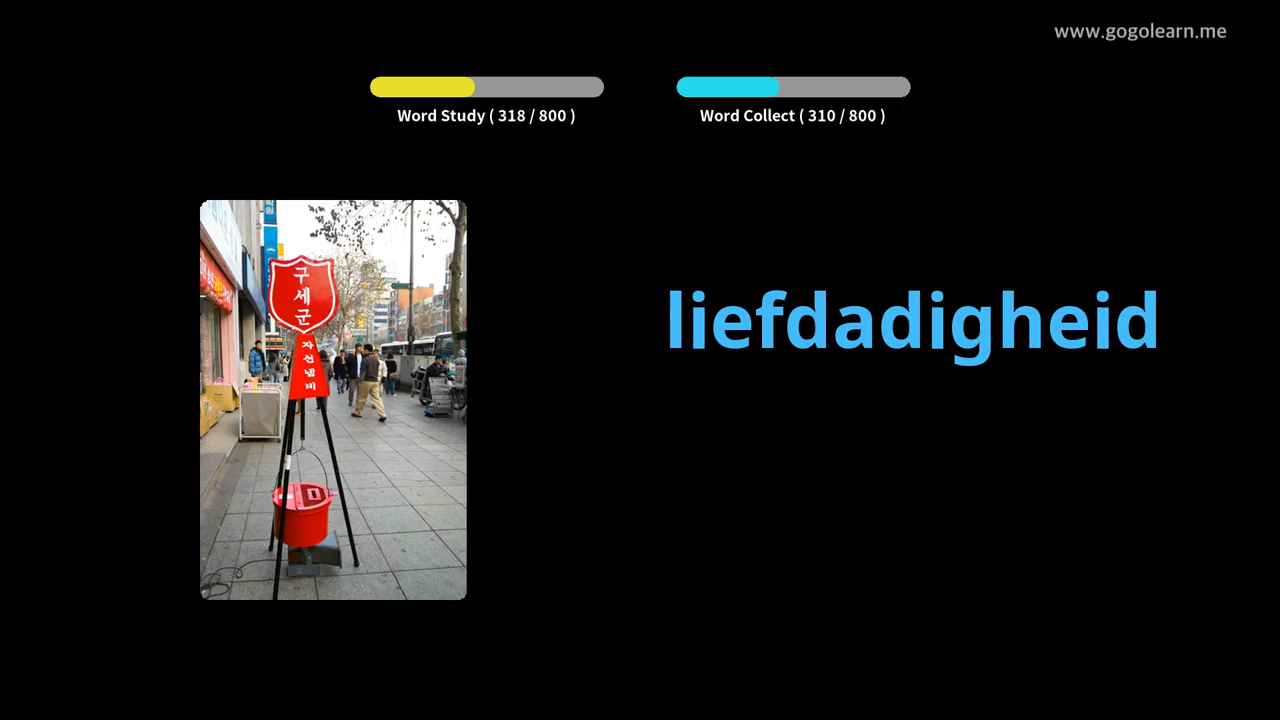 www.gogolearn.me
Word Study ( 318 / 800 )
Word Collect ( 310 / 800 )
구세군
자선냄비
liefdadigheid